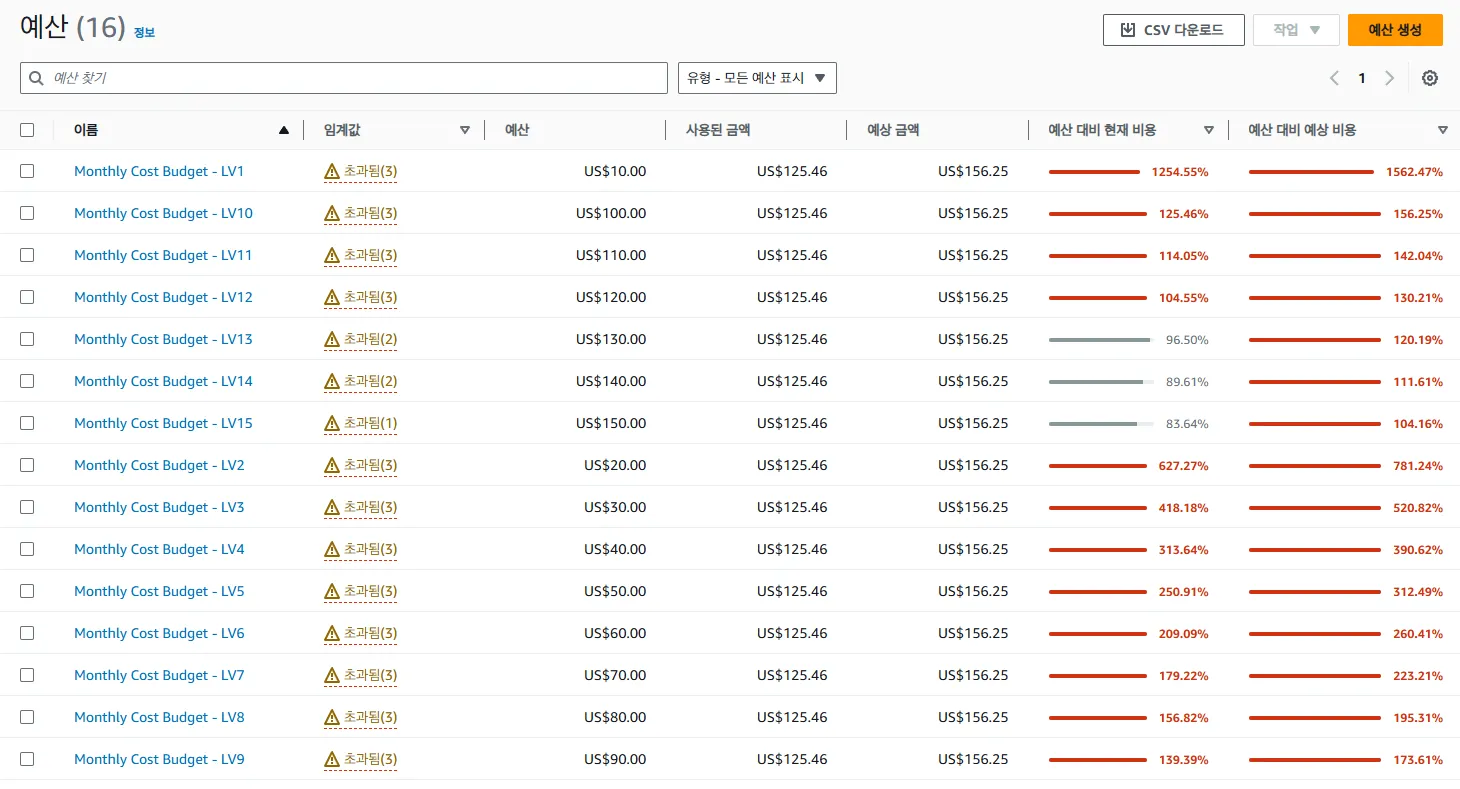 예산 (16) 정보
CSV 다운로드 작업 예산 생성
예산 찾기 유형 - 모든 예산 표시 1
이름 임계값 예산 사용된 금액 예상 금액 예산 대비 현재 비용 예산 대비 예상 비용
Monthly Cost Budget - LV1 초과됨(3) US$10.00 US$125.46 US$156.25 1254.55% 1562.47%
Monthly Cost Budget - LV10 초과됨(3) US$100.00 US$125.46 US$156.25 125.46% 156.25%
Monthly Cost Budget - LV11 초과됨(3) US$110.00 US$125.46 US$156.25 114.05% 142.04%
Monthly Cost Budget - LV12 초과됨(3) US$120.00 US$125.46 US$156.25 104.55% 130.21%
Monthly Cost Budget - LV13 초과됨(2) US$130.00 US$125.46 US$156.25 96.50% 120.19%
Monthly Cost Budget - LV14 초과됨(2) US$140.00 US$125.46 US$156.25 89.61% 111.61%
Monthly Cost Budget - LV15 초과됨(1) US$150.00 US$125.46 US$156.25 83.64% 104.16%
Monthly Cost Budget - LV2 초과됨(3) US$20.00 US$125.46 US$156.25 627.27% 781.24%
Monthly Cost Budget - LV3 초과됨(3) US$30.00 US$125.46 US$156.25 418.18% 520.82%
Monthly Cost Budget - LV4 초과됨(3) US$40.00 US$125.46 US$156.25 313.64% 390.62%
Monthly Cost Budget - LV5 초과됨(3) US$50.00 US$125.46 US$156.25 250.91% 312.49%
Monthly Cost Budget - LV6 초과됨(3) US$60.00 US$125.46 US$156.25 209.09% 260.41%
Monthly Cost Budget - LV7 초과됨(3) US$70.00 US$125.46 US$156.25 179.22% 223.21%
Monthly Cost Budget - LV8 초과됨(3) US$80.00 US$125.46 US$156.25 156.82% 195.31%
Monthly Cost Budget - LV9 초과됨(3) US$90.00 US$125.46 US$156.25 139.39% 173.61%